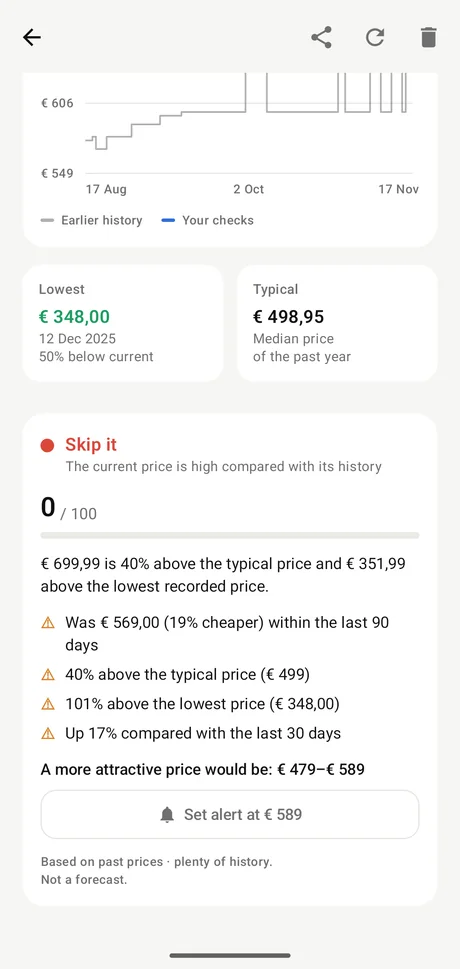 € 606
€ 549
17 Aug 2 Oct 17 Nov
Earlier history Your checks
Lowest
€ 348,00
12 Dec 2025
50% below current
Typical
€ 498,95
Median price
of the past year
Skip it
The current price is high compared with its history
0 / 100
€ 699,99 is 40% above the typical price and € 351,99
above the lowest recorded price.
Was € 569,00 (19% cheaper) within the last 90
days
40% above the typical price (€ 499)
101% above the lowest price (€ 348,00)
Up 17% compared with the last 30 days
A more attractive price would be: € 479–€ 589
Set alert at € 589
Based on past prices · plenty of history.
Not a forecast.